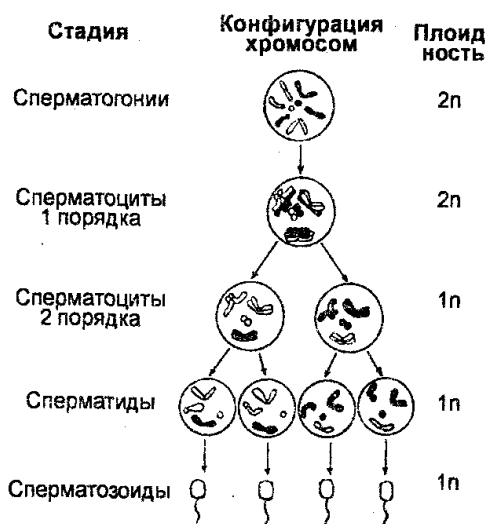 Стадия
Конфигурация
хромосом
Плоид
ность
Сперматогонии
2n
Сперматоциты
1 порядка
2n
Сперматоциты
2 порядка
1n
Сперматиды
1n
Сперматозоиды
1n